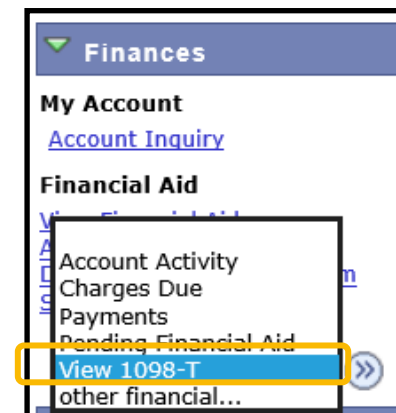 Finances
My Account
Account Inquiry
Financial Aid
Account Activity
Charges Due
Payments
Pending Financial Aid
View 1098-T
other financial...